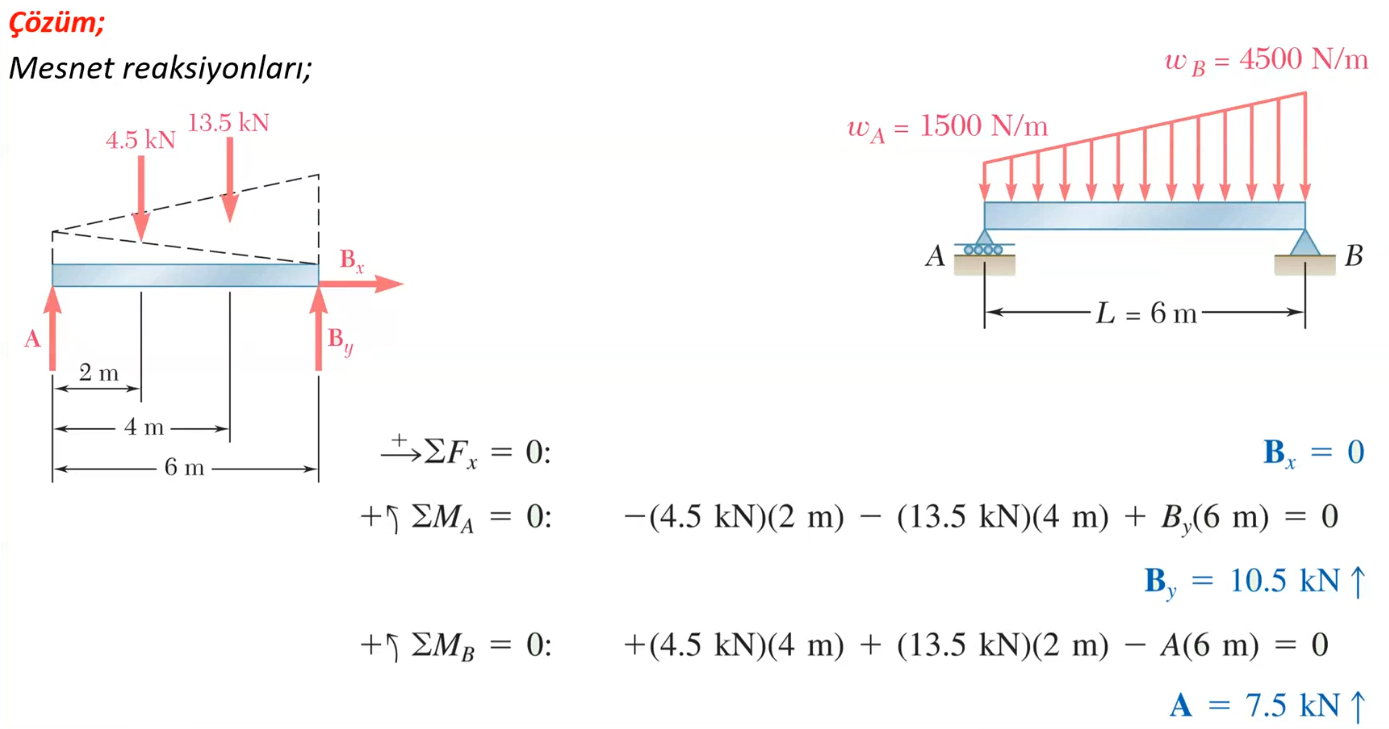 Çözüm;
Mesnet reaksiyonları;
w_B = 4500 N/m
w_A = 1500 N/m
4.5 kN
13.5 kN
B_x
A
B_y
2 m
4 m
6 m
A
B
L = 6 m
→+ ΣF_x = 0: B_x = 0
+↰ ΣM_A = 0: −(4.5 kN)(2 m) − (13.5 kN)(4 m) + B_y(6 m) = 0
B_y = 10.5 kN ↑
+↰ ΣM_B = 0: +(4.5 kN)(4 m) + (13.5 kN)(2 m) − A(6 m) = 0
A = 7.5 kN ↑